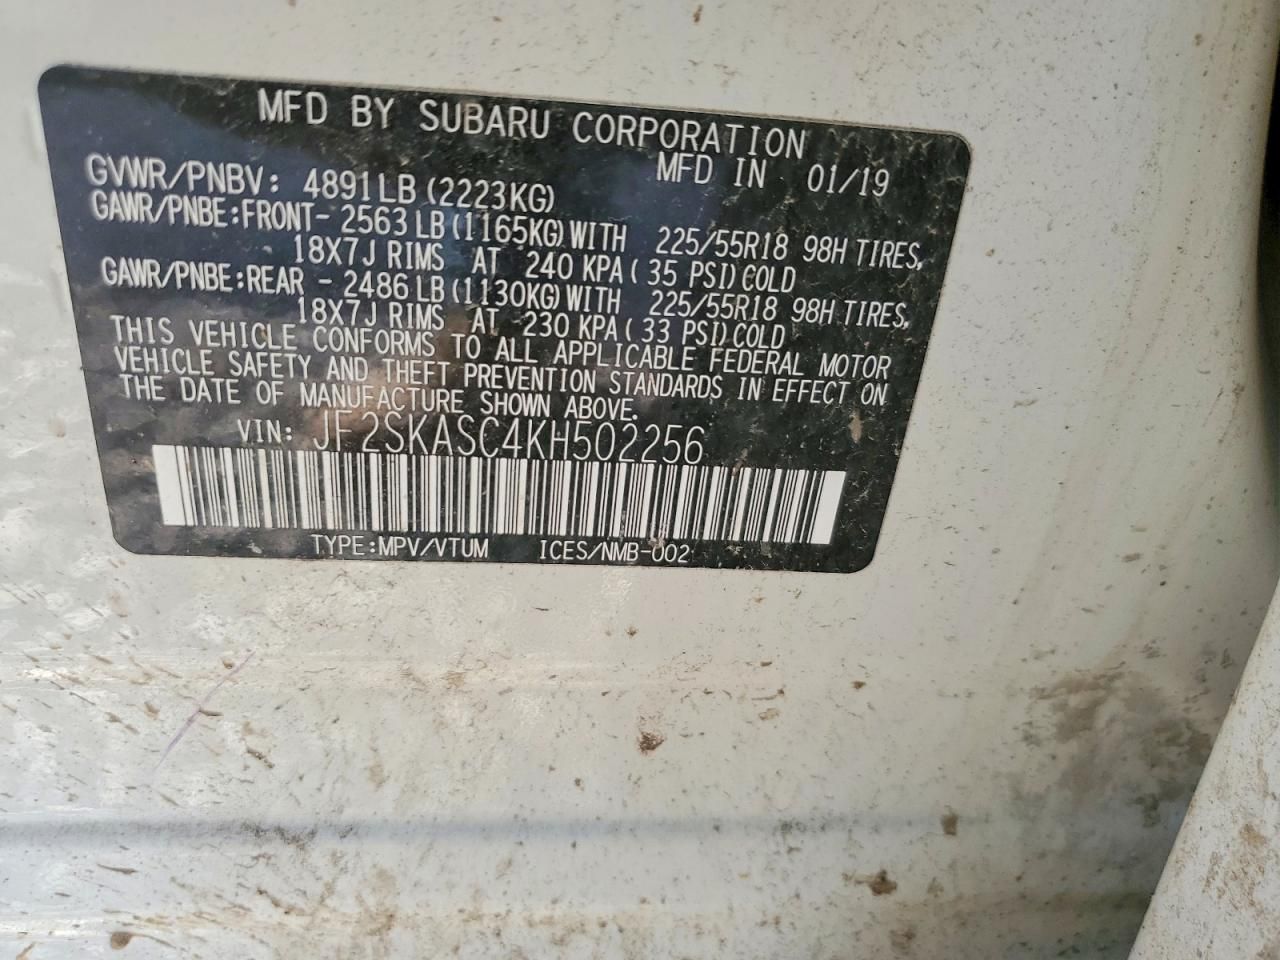 MFD BY SUBARU CORPORATION
MFD IN 01/19
GVWR/PNBV: 4891LB(2223KG)
GAWR/PNBE:FRONT- 2563LB(1165KG)WITH 225/55R18 98H TIRES,
18X7J RIMS AT 240 KPA( 35 PSI)COLD
GAWR/PNBE:REAR - 2486LB(1130KG)WITH 225/55R18 98H TIRES,
18X7J RIMS AT 230 KPA( 33 PSI)COLD
THIS VEHICLE CONFORMS TO ALL APPLICABLE FEDERAL MOTOR
VEHICLE SAFETY AND THEFT PREVENTION STANDARDS IN EFFECT ON
THE DATE OF MANUFACTURE SHOWN ABOVE.
VIN: JF2SKASC4KH502256
TYPE:MPV/VTUM ICES/NMB-002